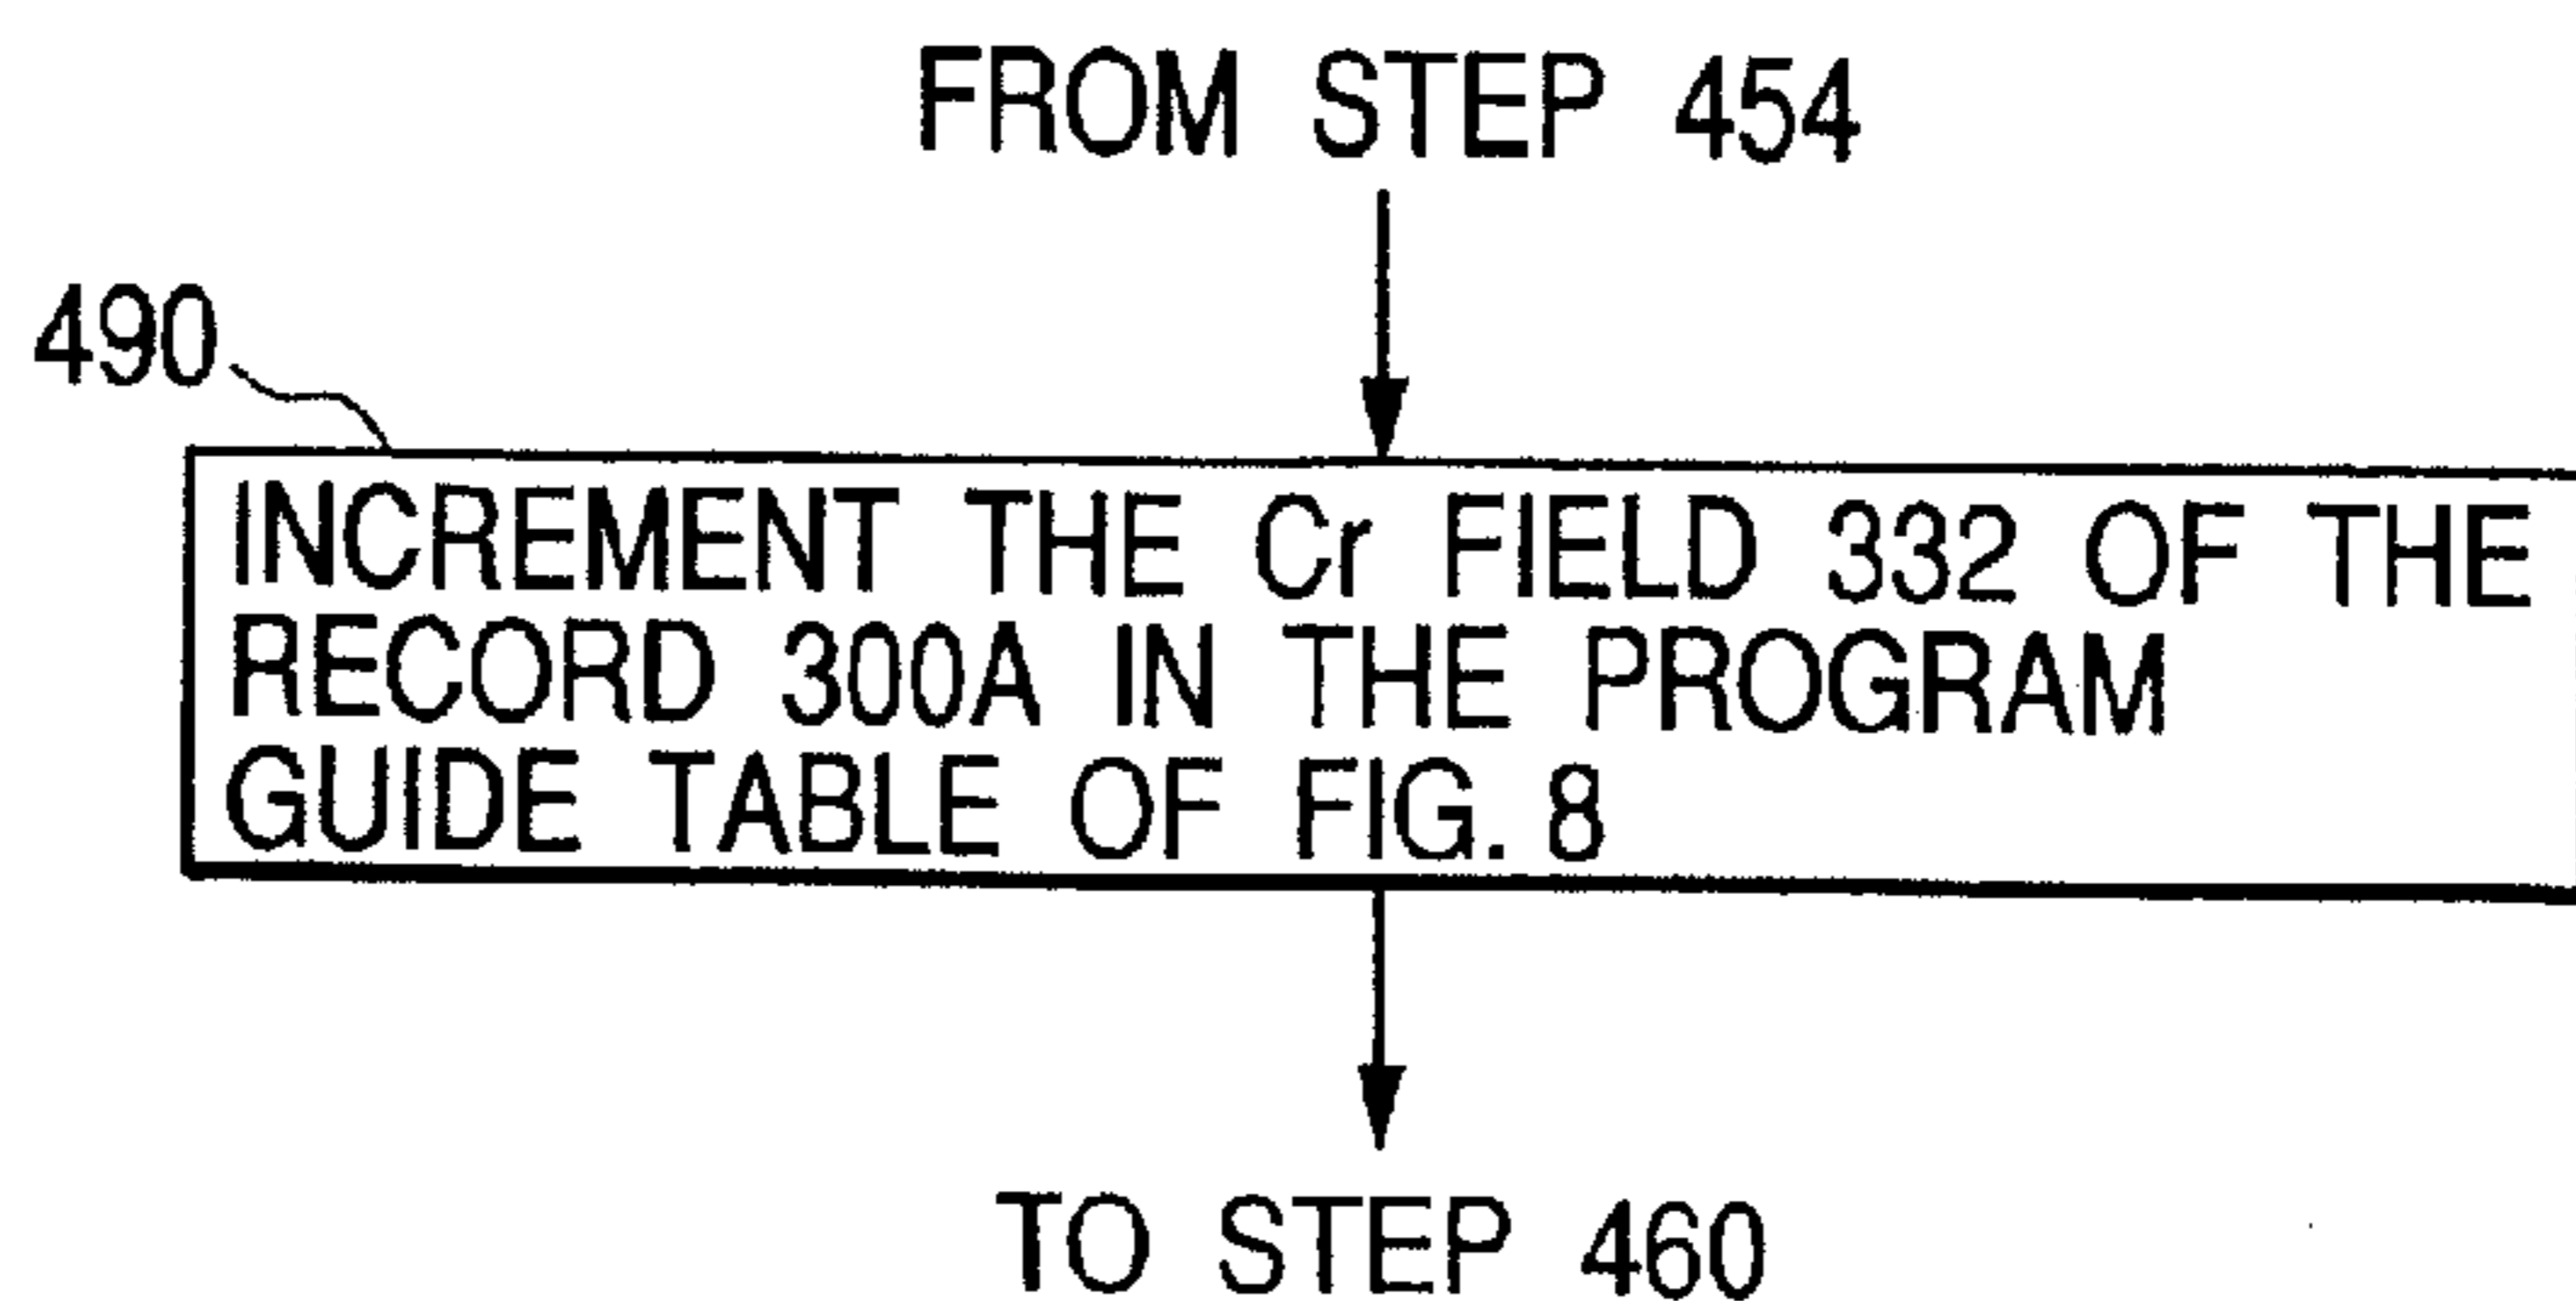 FROM STEP 454
490
INCREMENT THE Cr FIELD 332 OF THE
RECORD 300A IN THE PROGRAM
GUIDE TABLE OF FIG. 8
TO STEP 460